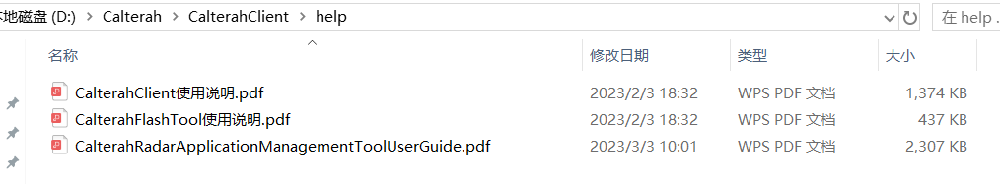 本地磁盘 (D:) > Calterah > CalterahClient > help
在 help .
名称 修改日期 类型 大小
CalterahClient使用说明.pdf 2023/2/3 18:32 WPS PDF 文档 1,374 KB
CalterahFlashTool使用说明.pdf 2023/2/3 18:32 WPS PDF 文档 437 KB
CalterahRadarApplicationManagementToolUserGuide.pdf 2023/3/3 10:01 WPS PDF 文档 2,307 KB